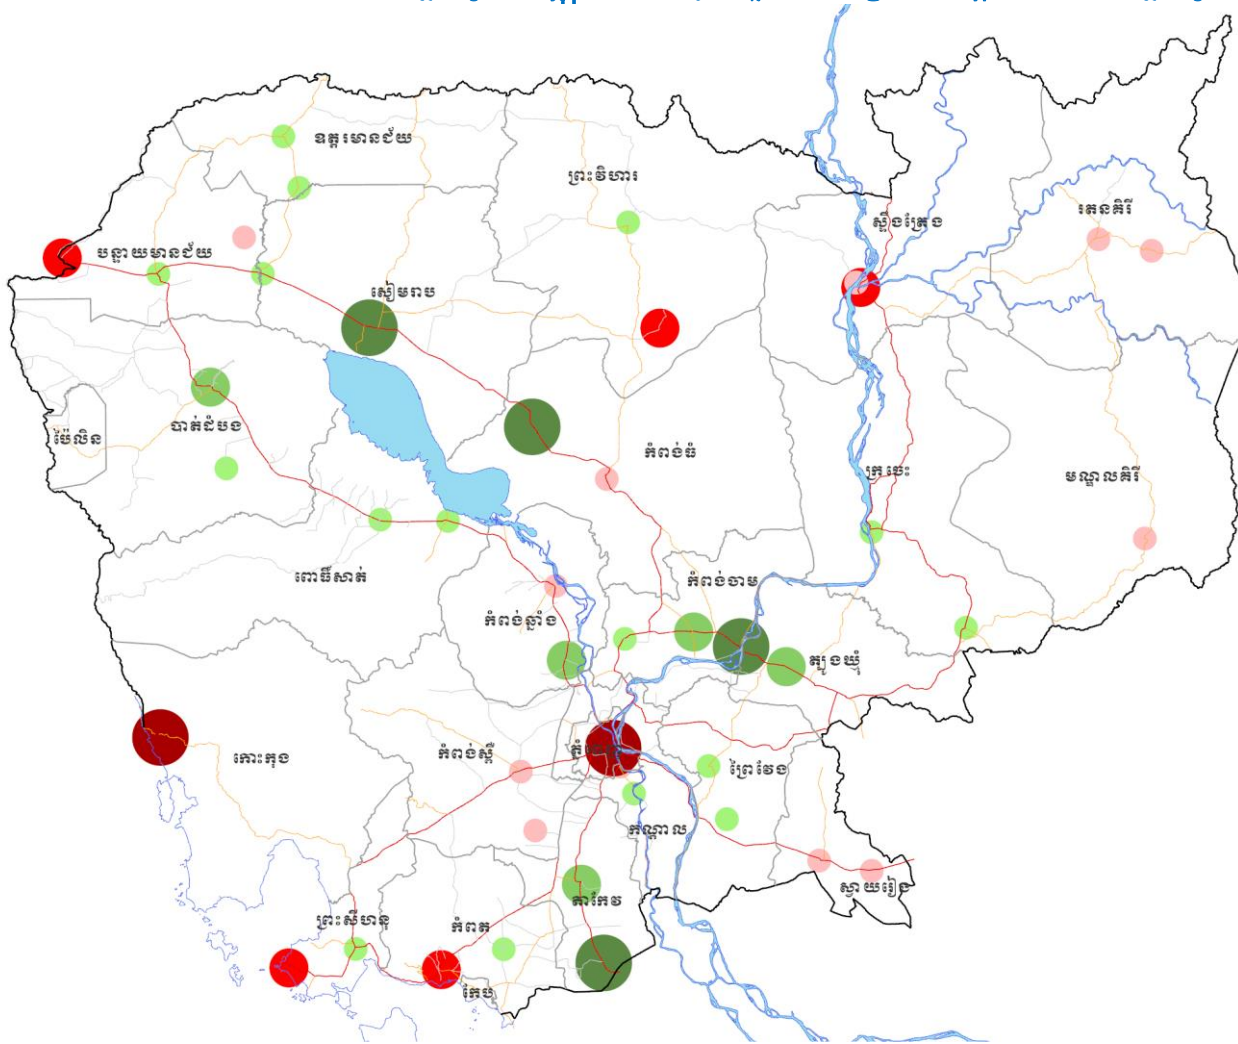 ឧត្តរមានជ័យ
ព្រះវិហារ
រតនគិរី
ស្ទឹងត្រែង
បន្ទាយមានជ័យ
សៀមរាប
បាត់ដំបង
ប៉ៃលិន
កំពង់ធំ
ក្រចេះ
មណ្ឌលគិរី
ពោធិ៍សាត់
កំពង់ចាម
កំពង់ឆ្នាំង
ត្បូងឃ្មុំ
កោះកុង
កំពង់ស្ពឺ
ព្រៃវែង
កណ្ដាល
ស្វាយរៀង
តាកែវ
ព្រះសីហនុ
កំពត
កែប